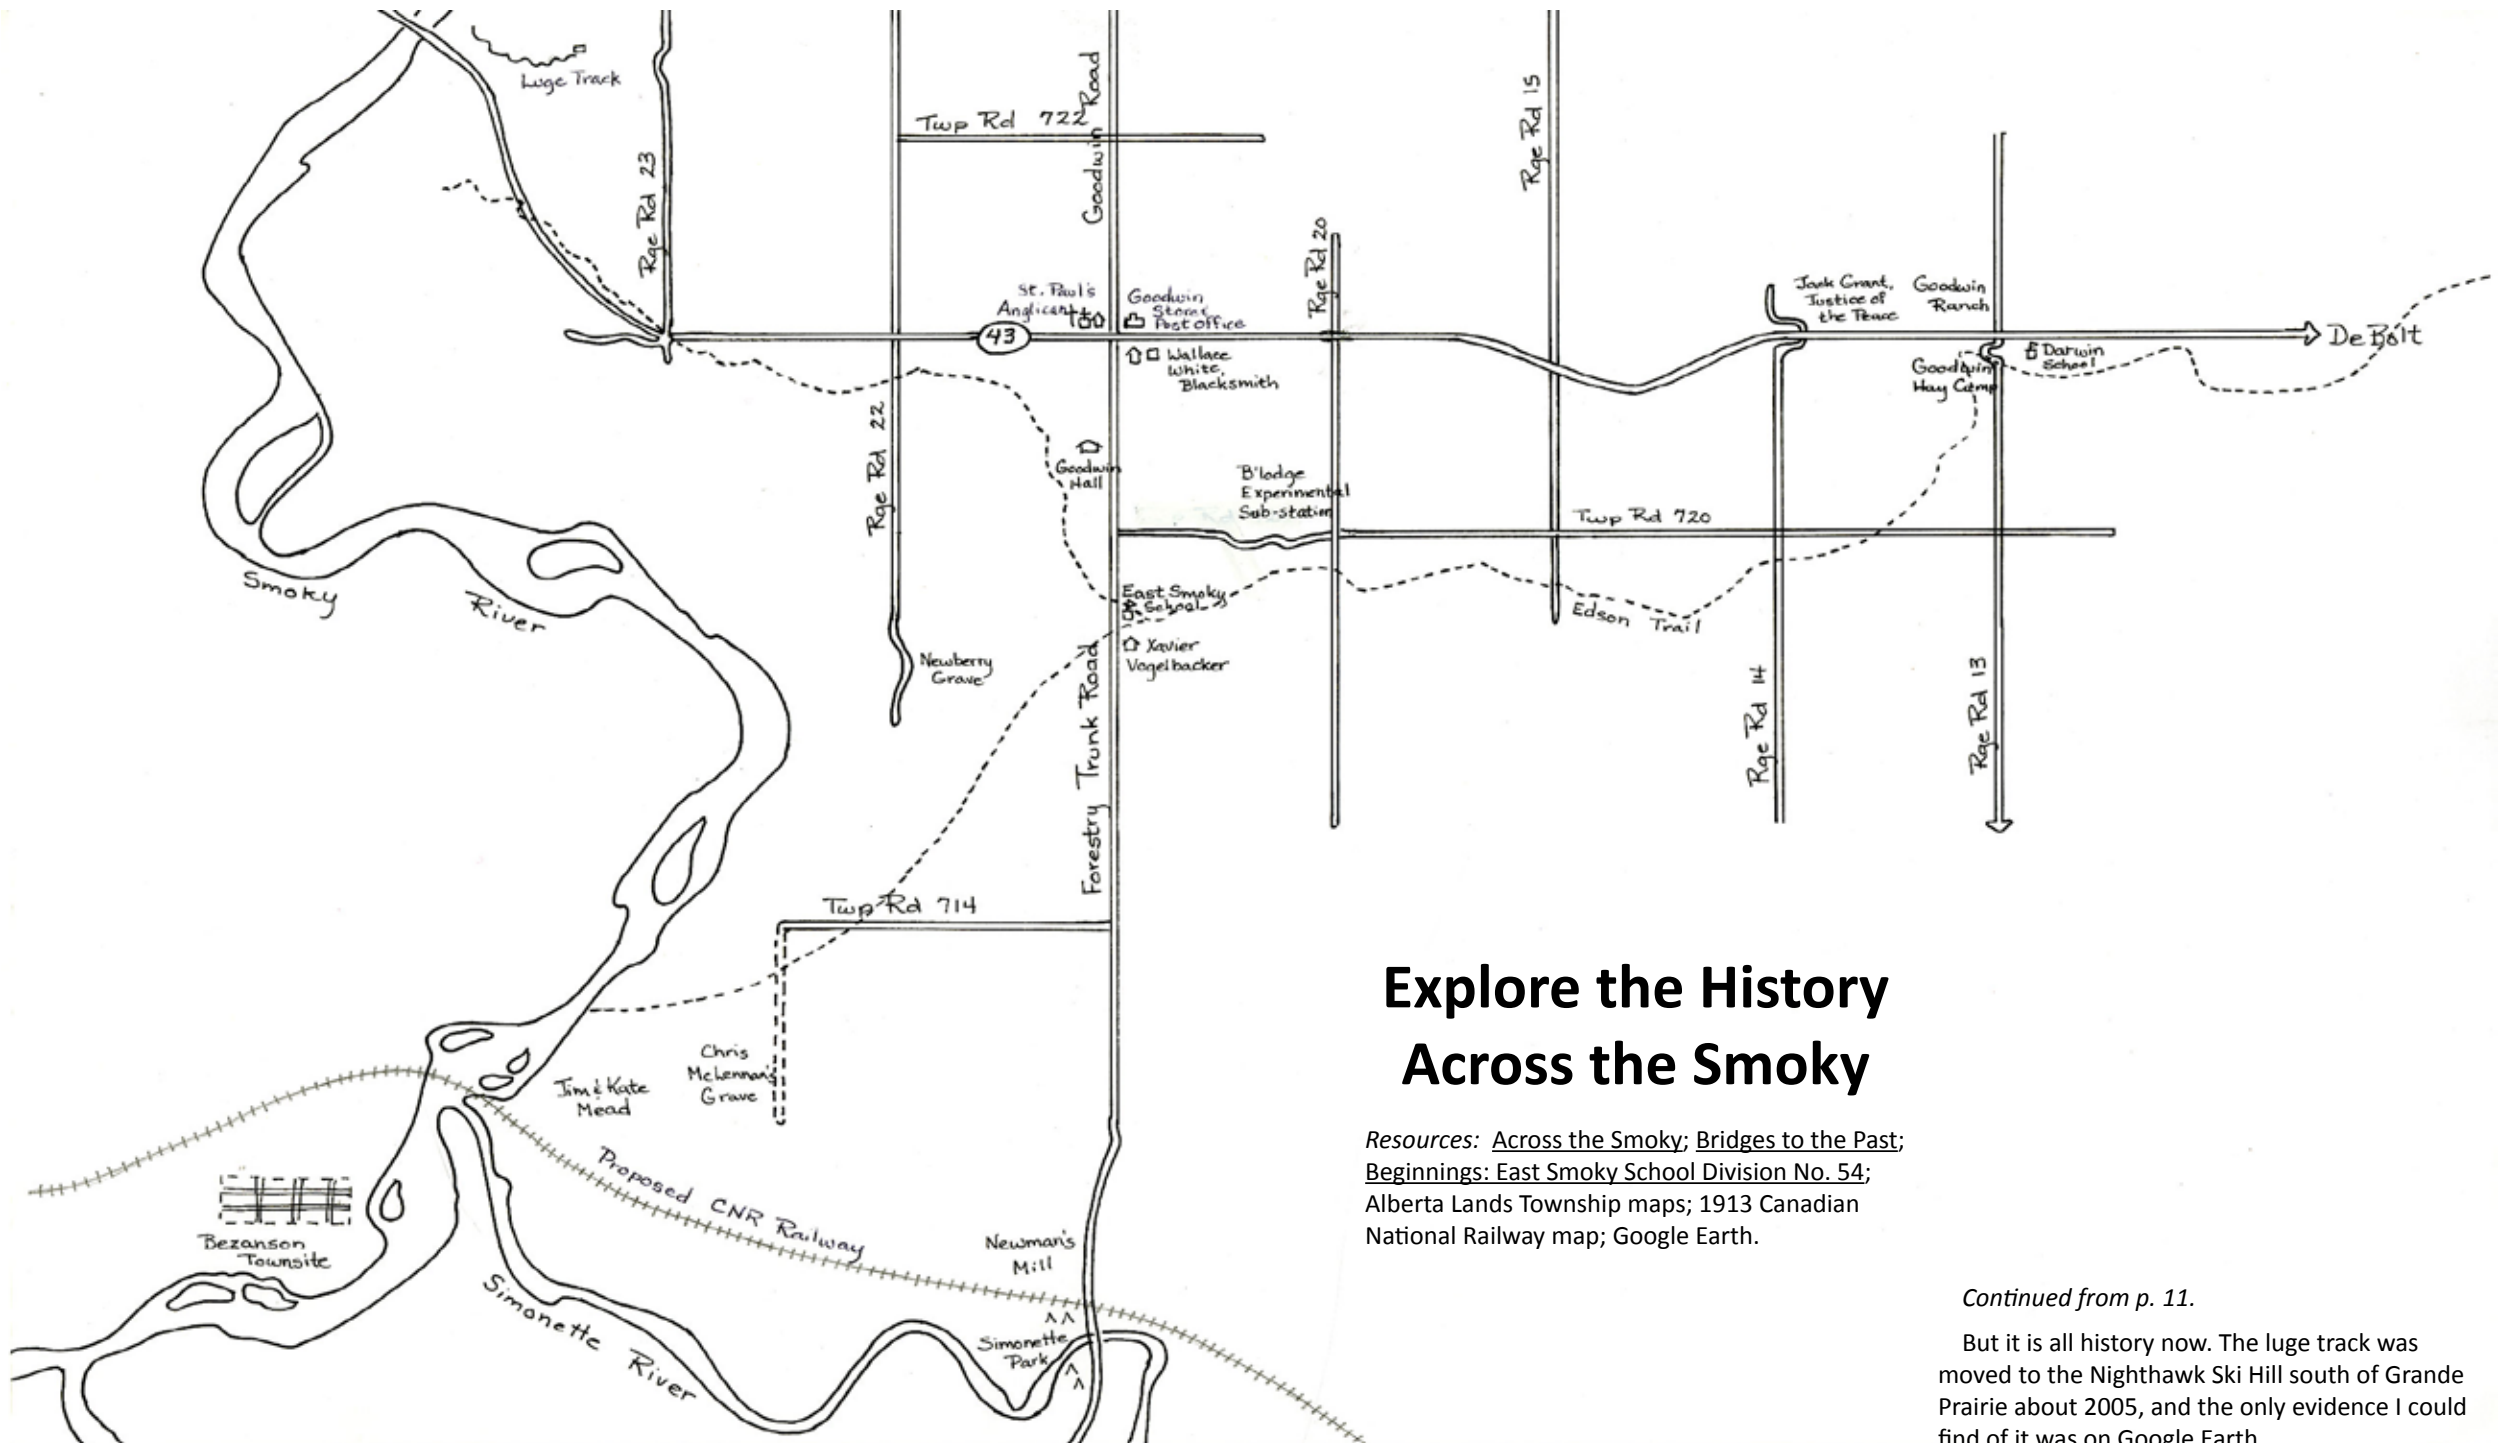 Luge Track
Rge Rd 23
Twp Rd 722
Goodwin Road
Rge Rd 15
Rge Rd 20
St. Paul's
Anglican
Goodwin
Store
Post office
43
Wallace
White,
Blacksmith
Jack Grant,
Justice of
the Peace
Goodwin
Ranch
De Bolt
Darwin
School
Goodwin
Hay Camp
Rge Rd 22
Goodwin
Hall
B'lodge
Experimental
Sub-station
Twp Rd 720
Smoky
River
East Smoky
School
Xavier
Vogelbacker
Edson Trail
Newberry
Grave
Forestry Trunk Road
Rge Rd 14
Rge Rd 13
Twp Rd 714
Chris
McLennan's
Grave
Jim & Kate
Mead
Proposed CNR Railway
Bezanson
Townsite
Simonette River
Newman's
Mill
Simonette
Park
Explore the History
Across the Smoky
Resources: Across the Smoky; Bridges to the Past;
Beginnings: East Smoky School Division No. 54;
Alberta Lands Township maps; 1913 Canadian
National Railway map; Google Earth.
Continued from p. 11.
But it is all history now. The luge track was
moved to the Nighthawk Ski Hill south of Grande
Prairie about 2005, and the only evidence I could
find of it was on Google Earth.